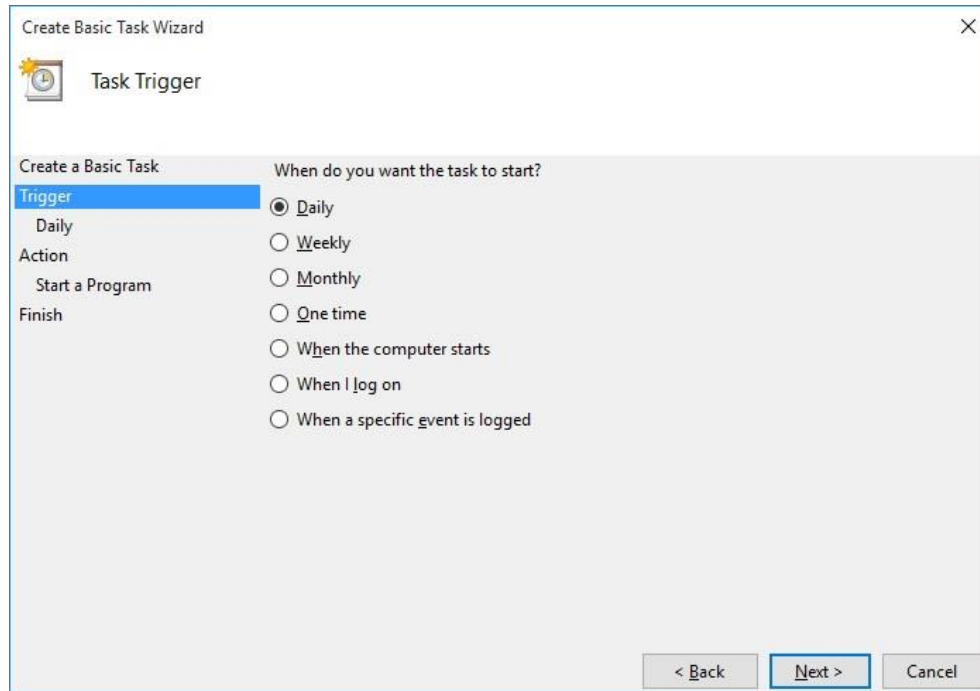 Create Basic Task Wizard
Task Trigger
Create a Basic Task
Trigger
Daily
Action
Start a Program
Finish
When do you want the task to start?
Daily
Weekly
Monthly
One time
When the computer starts
When I log on
When a specific event is logged
< Back
Next >
Cancel